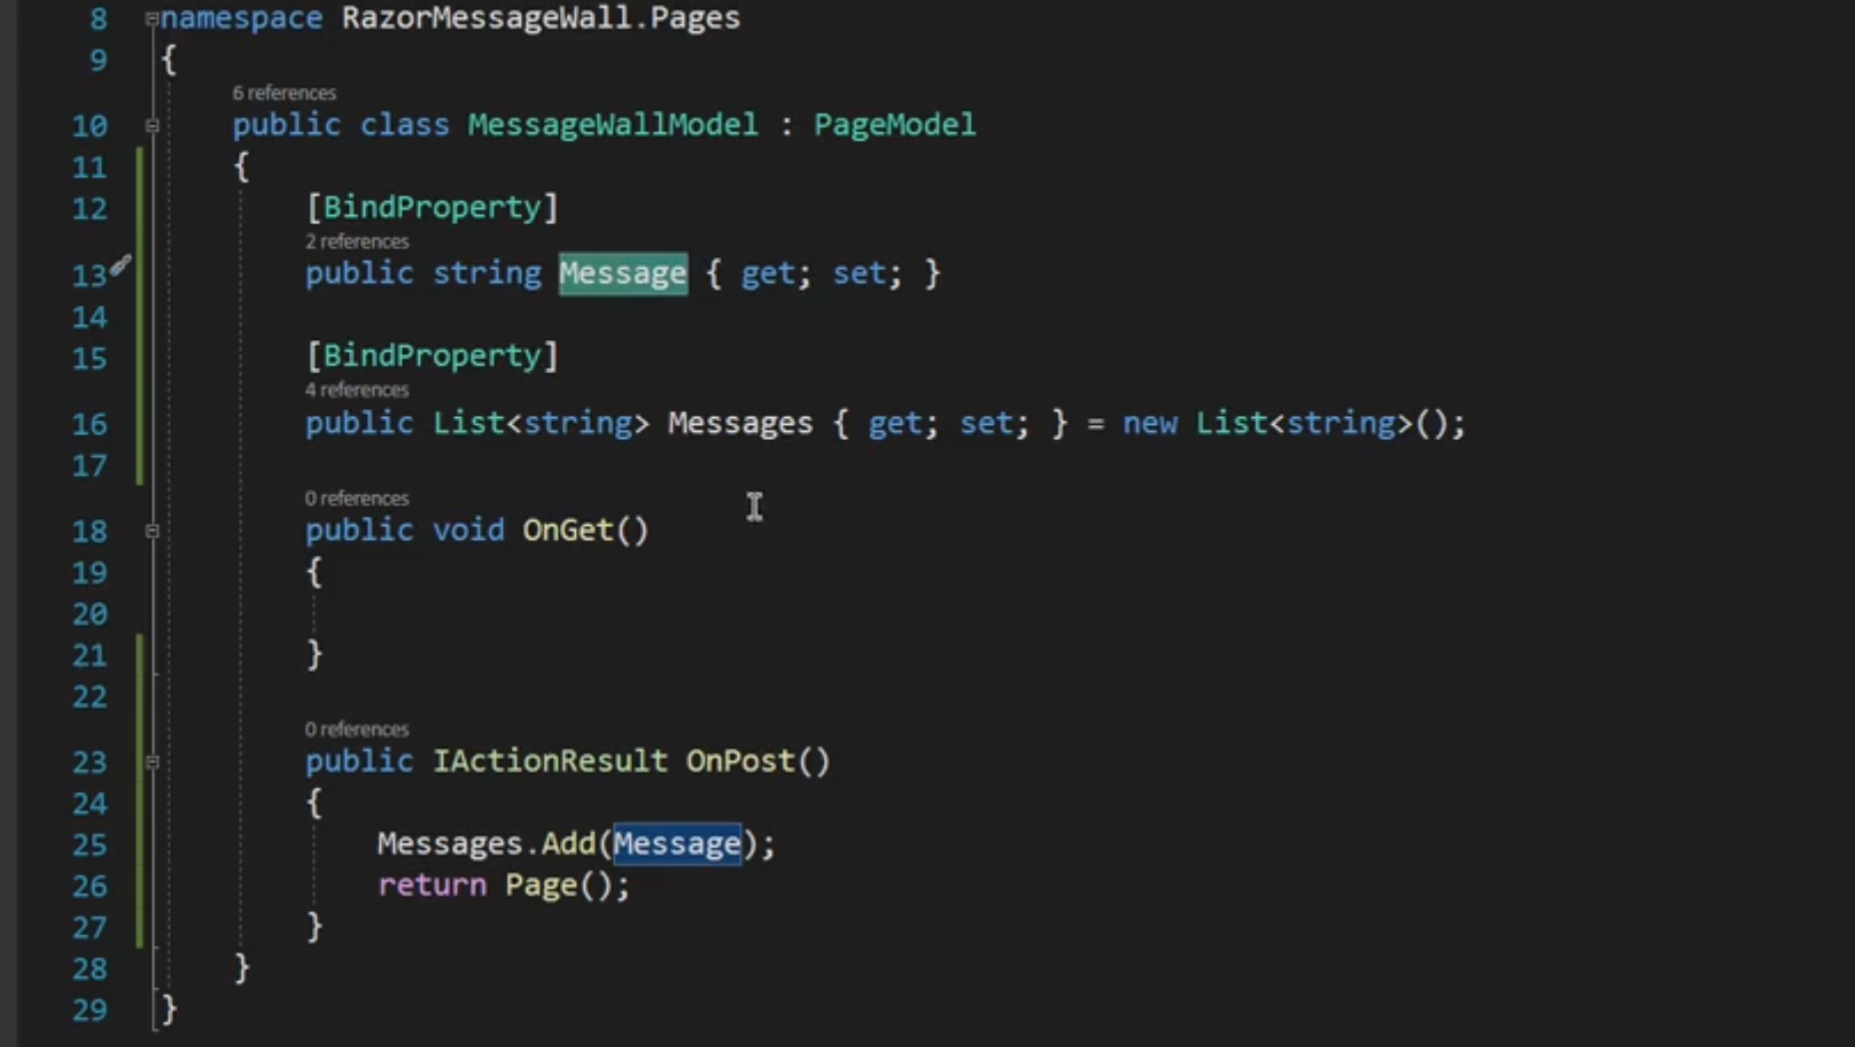 8 namespace RazorMessageWall.Pages
9 {
6 references
10 public class MessageWallModel : PageModel
11 {
12 [BindProperty]
2 references
13 public string Message { get; set; }
14
15 [BindProperty]
4 references
16 public List<string> Messages { get; set; } = new List<string>();
17
0 references
18 public void OnGet()
19 {
20
21 }
22
0 references
23 public IActionResult OnPost()
24 {
25 Messages.Add(Message);
26 return Page();
27 }
28 }
29 }